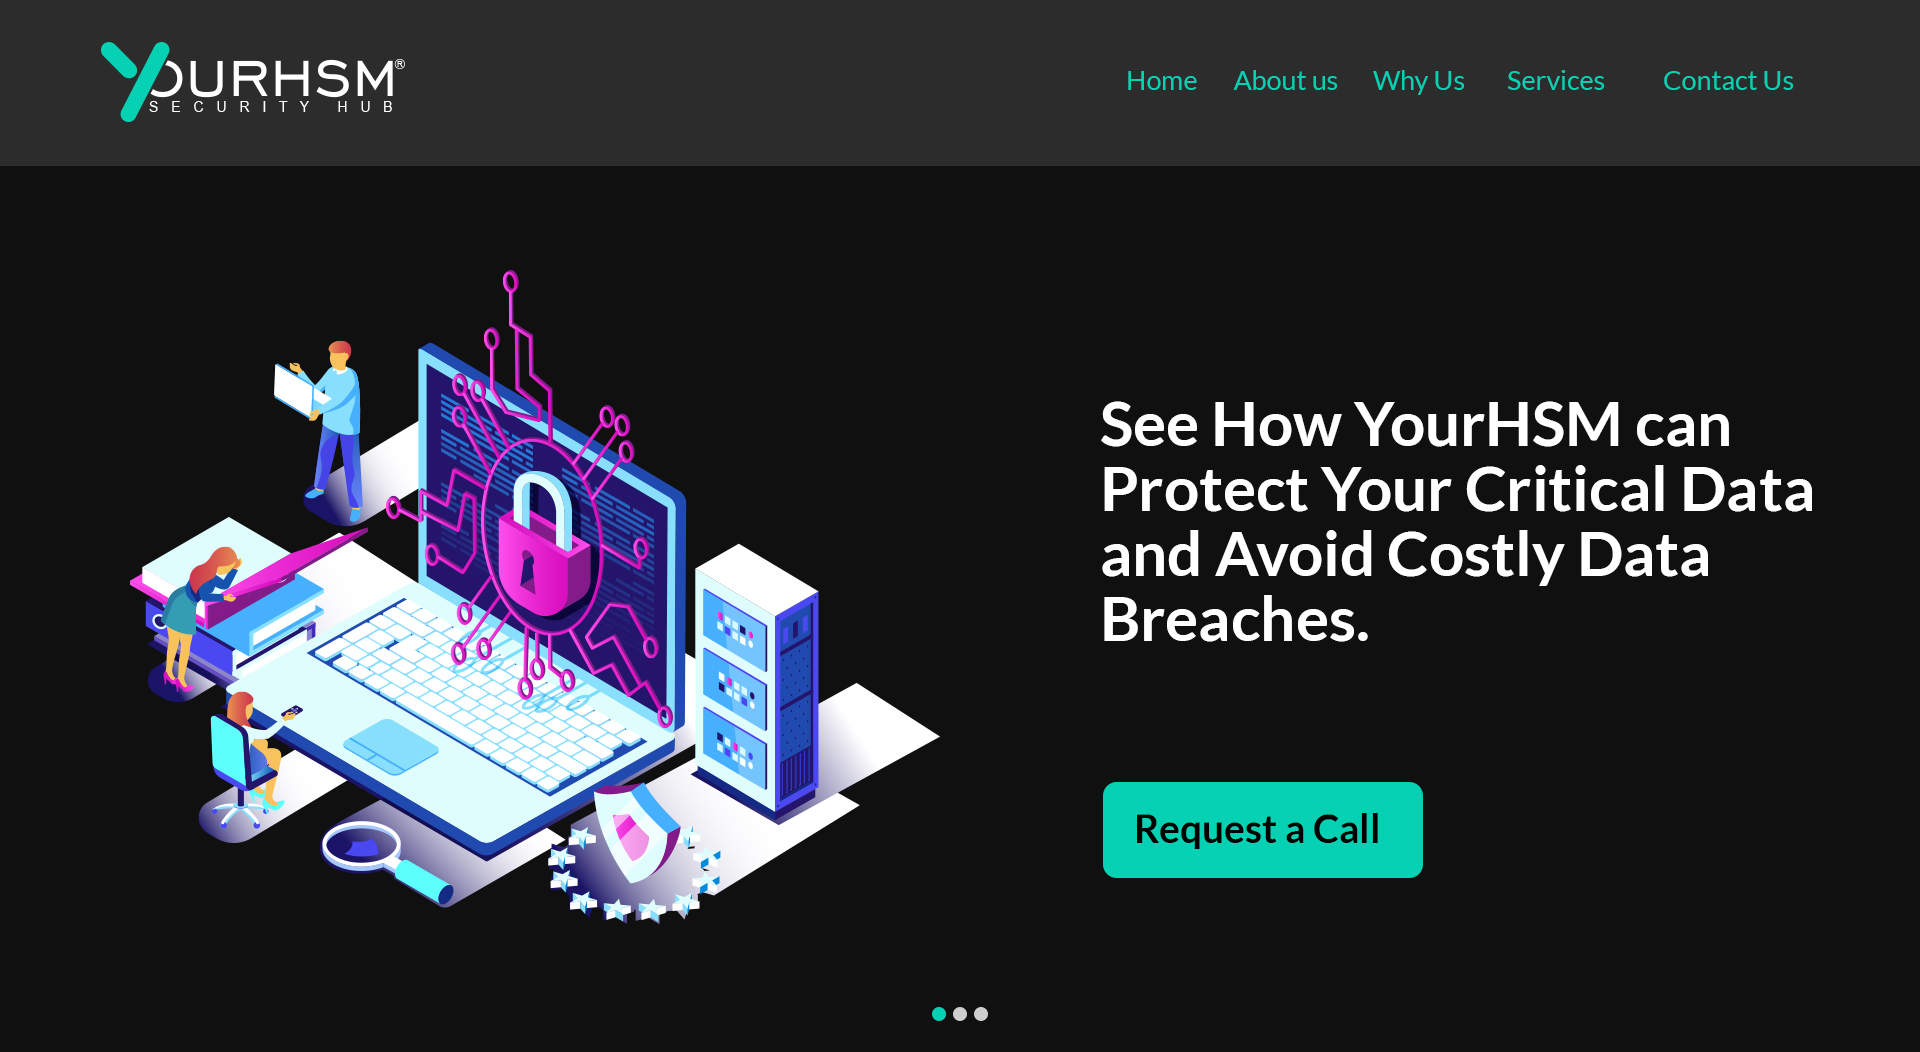 YOURHSM®
SECURITY HUB
Home About us Why Us Services Contact Us
See How YourHSM can
Protect Your Critical Data
and Avoid Costly Data
Breaches.
Request a Call